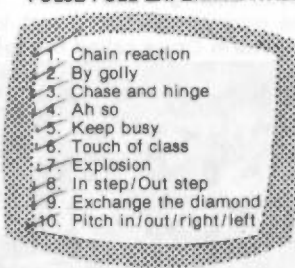 1. Chain reaction
2. By golly
3. Chase and hinge
4. Ah so
5. Keep busy
6. Touch of class
7. Explosion
8. In step/Out step
9. Exchange the diamond
10. Pitch in/out/right/left